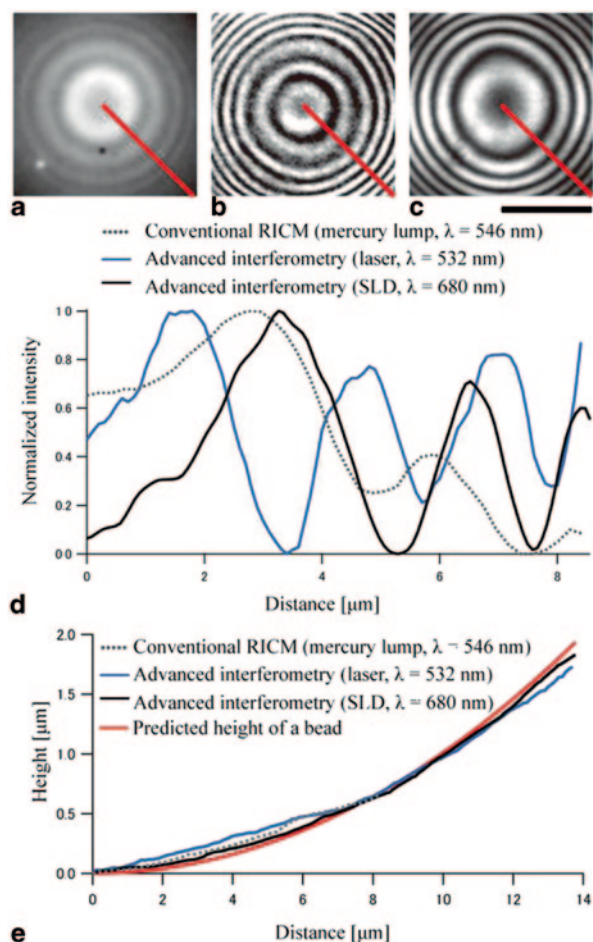 a b c
Conventional RICM (mercury lump, λ = 546 nm)
Advanced interferometry (laser, λ = 532 nm)
Advanced interferometry (SLD, λ = 680 nm)
1.0
0.8
0.6
0.4
0.2
0.0
Normalized intensity
0 2 4 6 8
Distance [μm]
d
Conventional RICM (mercury lump, λ = 546 nm)
Advanced interferometry (laser, λ = 532 nm)
Advanced interferometry (SLD, λ = 680 nm)
Predicted height of a bead
2.0
1.5
1.0
0.5
0.0
Height [μm]
0 2 4 6 8 10 12 14
Distance [μm]
e